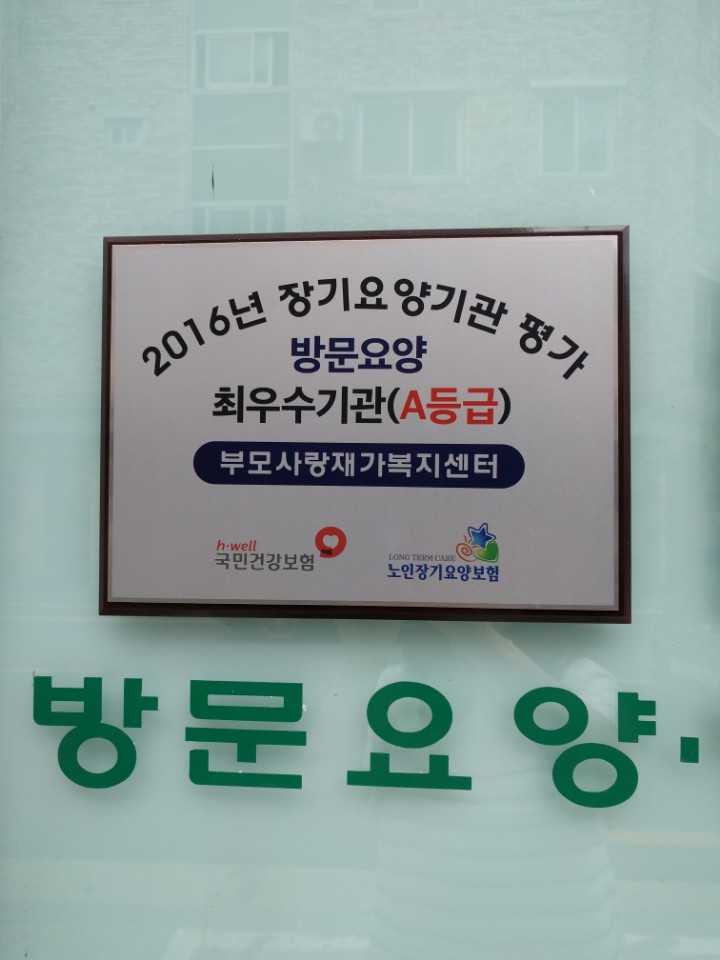 2016년 장기요양기관 평가
방문요양
최우수기관(A등급)
부모사랑재가복지센터
h·well
국민건강보험
LONG TERM CARE
노인장기요양보험
방문요양·